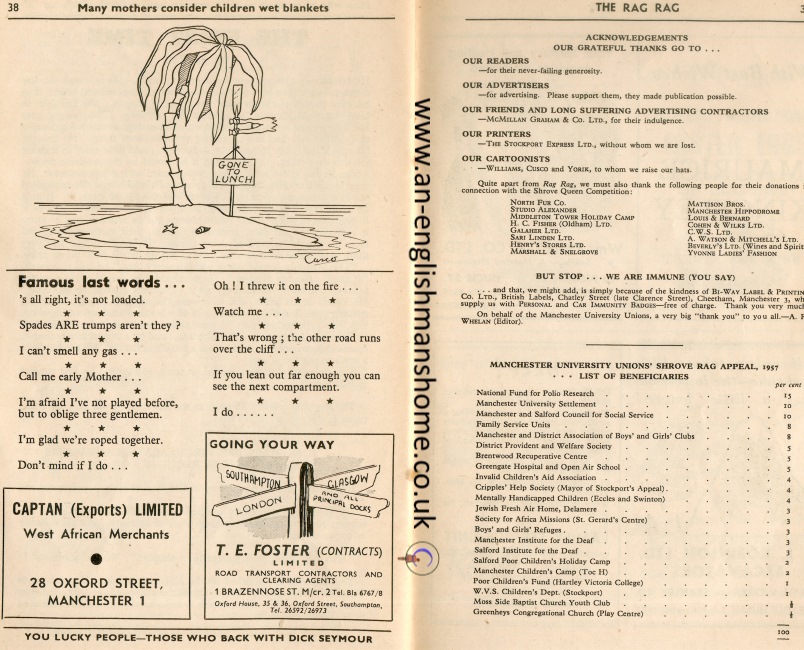 38
Many mothers consider children wet blankets
GONE
TO
LUNCH
Cusco
Famous last words . . .
's all right, it's not loaded.
★ ★ ★
Spades ARE trumps aren't they ?
★ ★ ★
I can't smell any gas . . .
★ ★ ★
Call me early Mother . . .
★ ★ ★
I'm afraid I've not played before,
but to oblige three gentlemen.
★ ★ ★
I'm glad we're roped together.
★ ★ ★
Don't mind if I do . . .
Oh ! I threw it on the fire . . .
★ ★ ★
Watch me . . .
★ ★ ★
That's wrong ; the other road runs
over the cliff . . .
★ ★ ★
If you lean out far enough you can
see the next compartment.
★ ★ ★
I do . . . . . .
CAPTAN (Exports) LIMITED
West African Merchants
●
28 OXFORD STREET,
MANCHESTER 1
GOING YOUR WAY
SOUTHAMPTON
GLASGOW
LONDON
AND ALL
PRINCIPAL DOCKS
T. E. FOSTER (CONTRACTS)
LIMITED
ROAD TRANSPORT CONTRACTORS AND
CLEARING AGENTS
1 BRAZENNOSE ST. M/cr. 2 Tel. Bla 6767/8
Oxford House, 35 & 36, Oxford Street, Southampton,
Tel. 26592/26973
YOU LUCKY PEOPLE—THOSE WHO BACK WITH DICK SEYMOUR
www.an-englishmanshome.co.uk
THE RAG RAG
3
ACKNOWLEDGEMENTS
OUR GRATEFUL THANKS GO TO . . .
OUR READERS
—for their never-failing generosity.
OUR ADVERTISERS
—for advertising. Please support them, they made publication possible.
OUR FRIENDS AND LONG SUFFERING ADVERTISING CONTRACTORS
—McMillan Graham & Co. Ltd., for their indulgence.
OUR PRINTERS
—The Stockport Express Ltd., without whom we are lost.
OUR CARTOONISTS
—Williams, Cusco and Yorik, to whom we raise our hats.
Quite apart from Rag Rag, we must also thank the following people for their donations
connection with the Shrove Queen Competition:
North Fur Co.
Studio Alexander
Middleton Tower Holiday Camp
H. C. Fisher (Oldham) Ltd.
Galaher Ltd.
Sari Linden Ltd.
Henry's Stores Ltd.
Marshall & Snelgrove
Mattison Bros.
Manchester Hippodrome
Louis & Bernard
Cohen & Wilks Ltd.
C.W.S. Ltd.
A. Watson & Mitchell's Ltd.
Beverly's Ltd. (Wines and Spirit
Yvonne Ladies' Fashion
BUT STOP . . . WE ARE IMMUNE (YOU SAY)
. . . and that, we might add, is simply because of the kindness of Bi-Way Label & Printin
Co. Ltd., British Labels, Chatley Street (late Clarence Street), Cheetham, Manchester 3, wh
supply us with Personal and Car Immunity Badges—free of charge. Thank you very much
On behalf of the Manchester University Unions, a very big "thank you" to you all.—A. F
Whelan (Editor).
MANCHESTER UNIVERSITY UNIONS' SHROVE RAG APPEAL, 1957
. . . LIST OF BENEFICIARIES
per cent
National Fund for Polio Research 15
Manchester University Settlement 10
Manchester and Salford Council for Social Service 10
Family Service Units 8
Manchester and District Association of Boys' and Girls' Clubs 8
District Provident and Welfare Society 5
Brentwood Recuperative Centre 5
Greengate Hospital and Open Air School 5
Invalid Children's Aid Association 4
Cripples' Help Society (Mayor of Stockport's Appeal) 4
Mentally Handicapped Children (Eccles and Swinton) 4
Jewish Fresh Air Home, Delamere 3
Society for Africa Missions (St. Gerard's Centre) 3
Boys' and Girls' Refuges 3
Manchester Institute for the Deaf 3
Salford Institute for the Deaf 3
Salford Poor Children's Holiday Camp 2
Manchester Children's Camp (Toc H) 2
Poor Children's Fund (Hartley Victoria College) 1
W.V.S. Children's Dept. (Stockport) 1
Moss Side Baptist Church Youth Club ½
Greenheys Congregational Church (Play Centre) ½
100